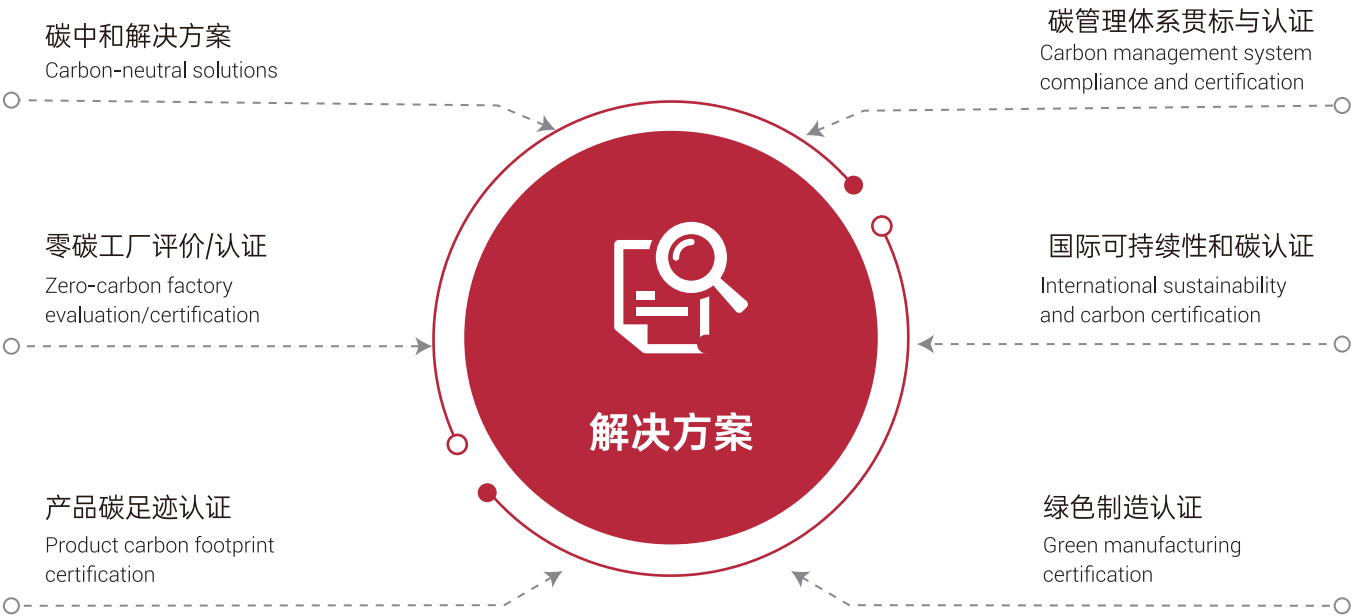 碳中和解决方案
Carbon-neutral solutions
零碳工厂评价/认证
Zero-carbon factory
evaluation/certification
产品碳足迹认证
Product carbon footprint
certification
解决方案
碳管理体系贯标与认证
Carbon management system
compliance and certification
国际可持续性和碳认证
International sustainability
and carbon certification
绿色制造认证
Green manufacturing
certification